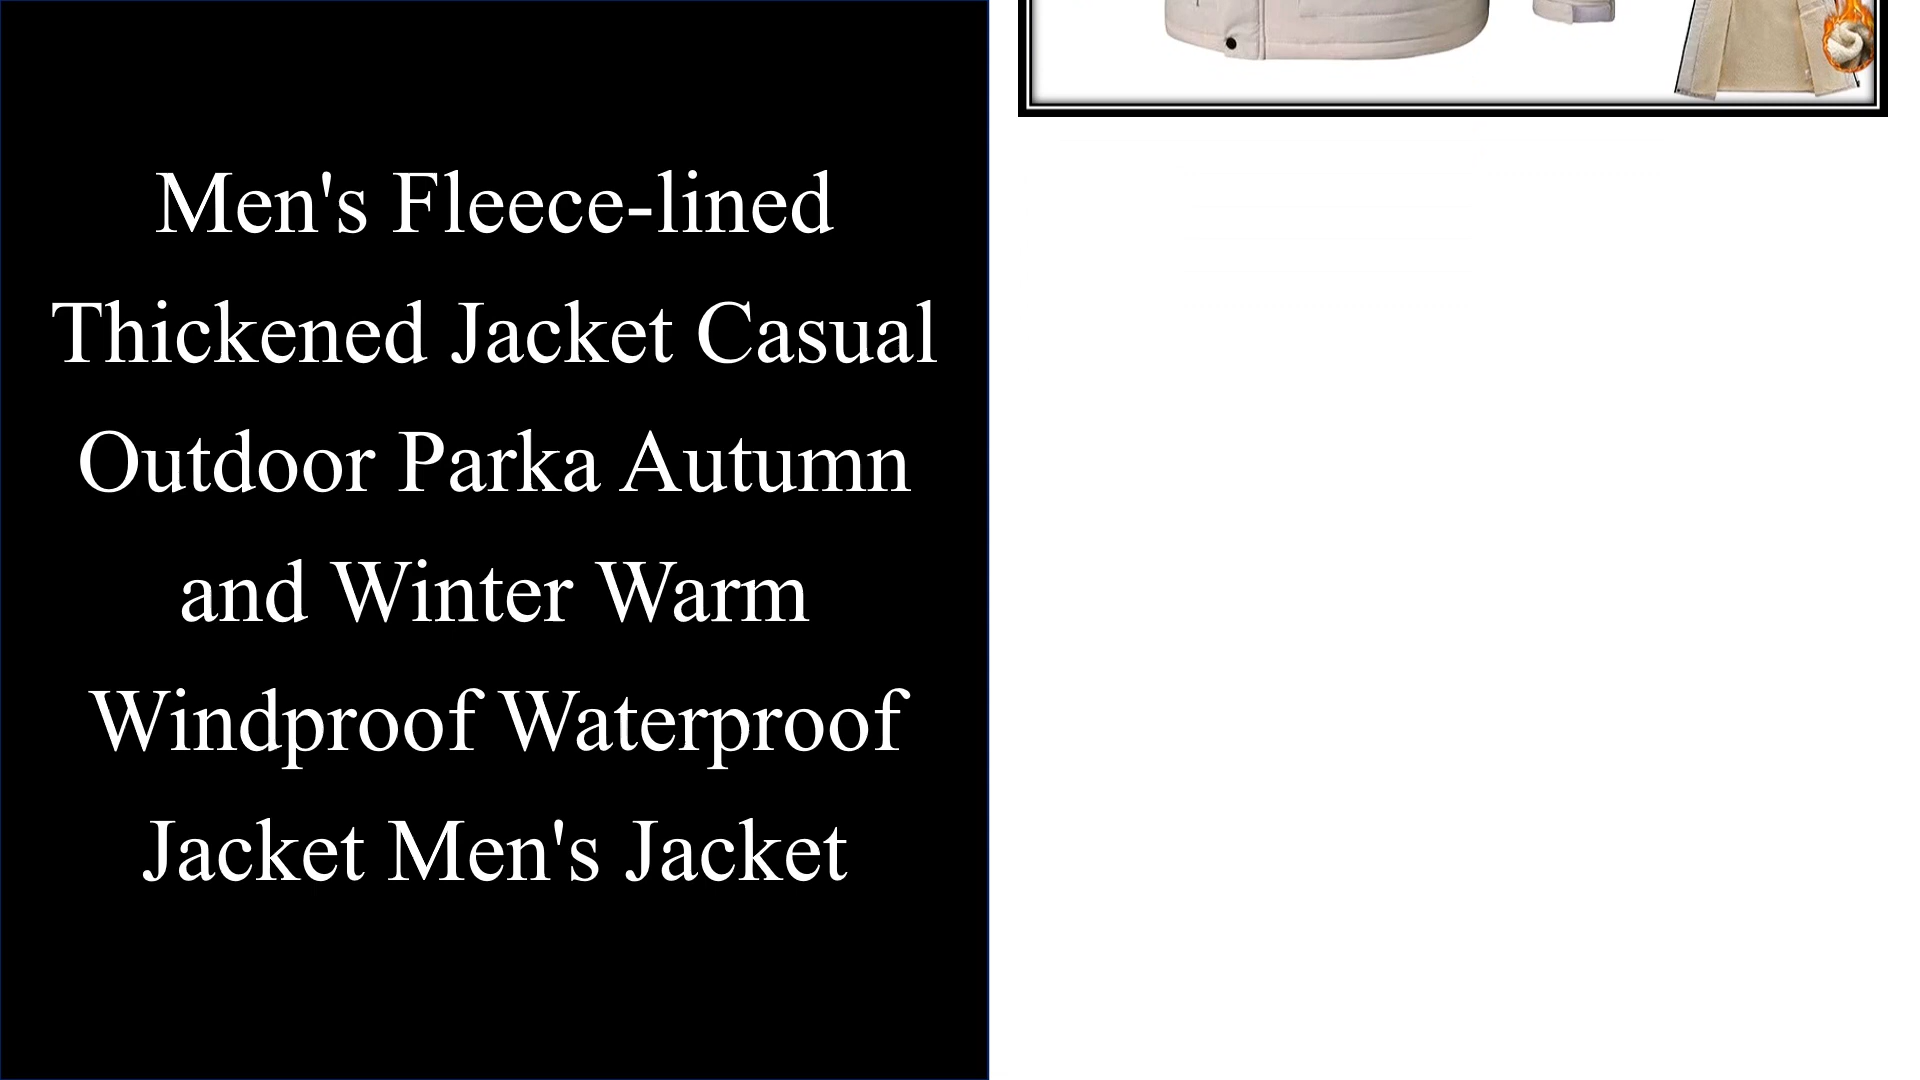 Men's Fleece-lined
Thickened Jacket Casual
Outdoor Parka Autumn
and Winter Warm
Windproof Waterproof
Jacket Men's Jacket